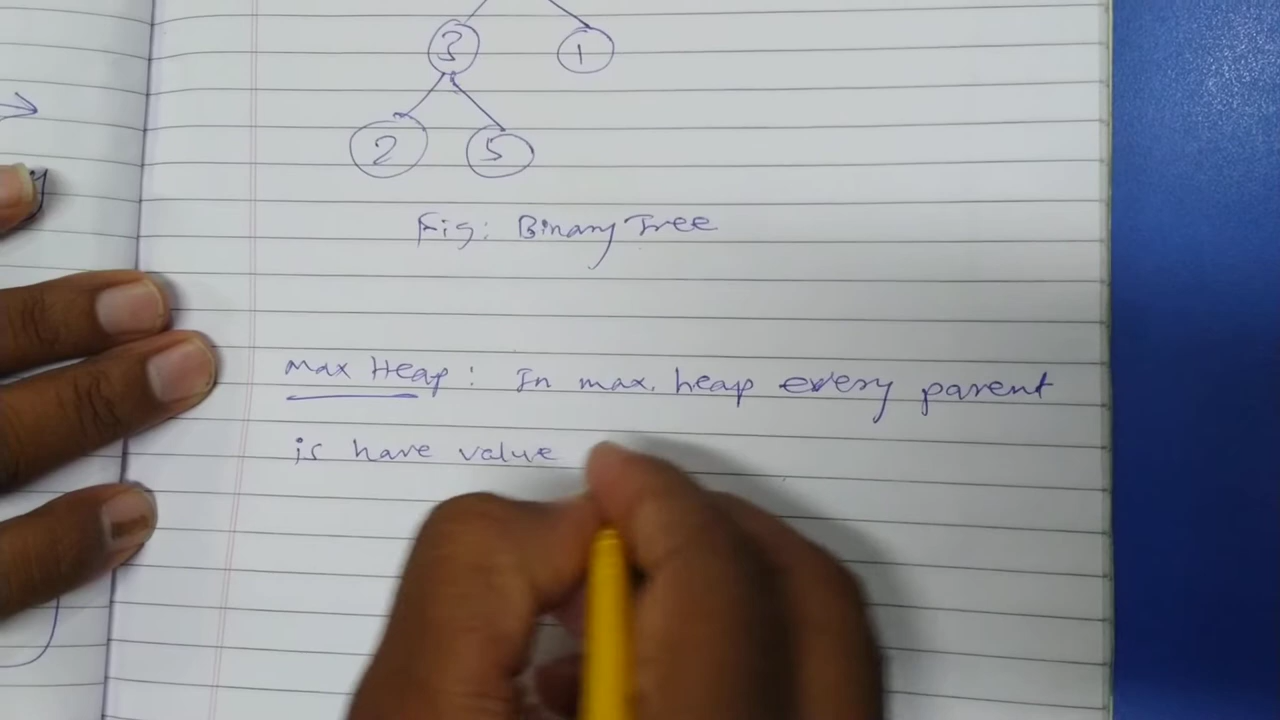 3 1
2 5
Fig: Binary Tree
Max Heap: In max. heap every parent
is have value